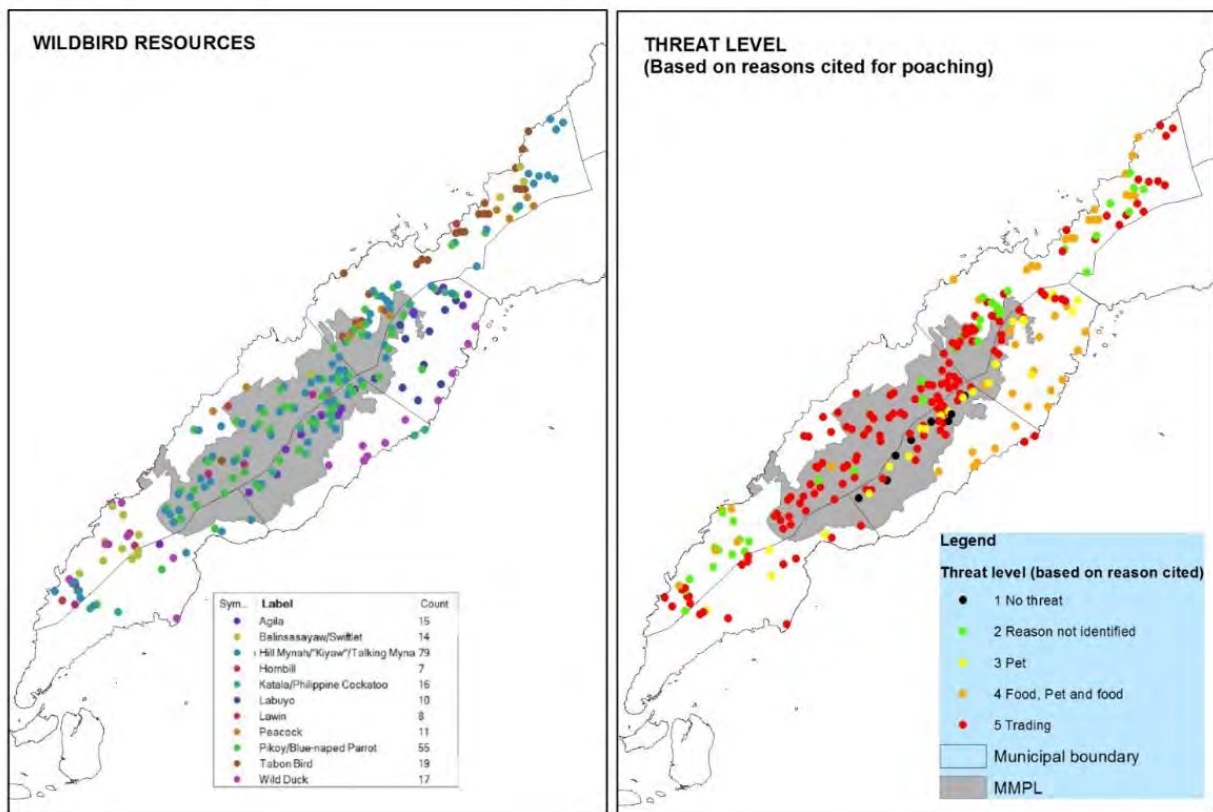 WILDBIRD RESOURCES
Sym... Label Count
Agila 15
Balinsasayaw/Swiftlet 14
Hill Mynah/"Kiyaw"/Talking Myna 79
Hornbill 7
Katala/Philippine Cockatoo 16
Labuyo 10
Lawin 8
Peacock 11
Pikoy/Blue-naped Parrot 55
Tabon Bird 19
Wild Duck 17
THREAT LEVEL
(Based on reasons cited for poaching)
Legend
Threat level (based on reason cited)
1 No threat
2 Reason not identified
3 Pet
4 Food, Pet and food
5 Trading
Municipal boundary
MMPL